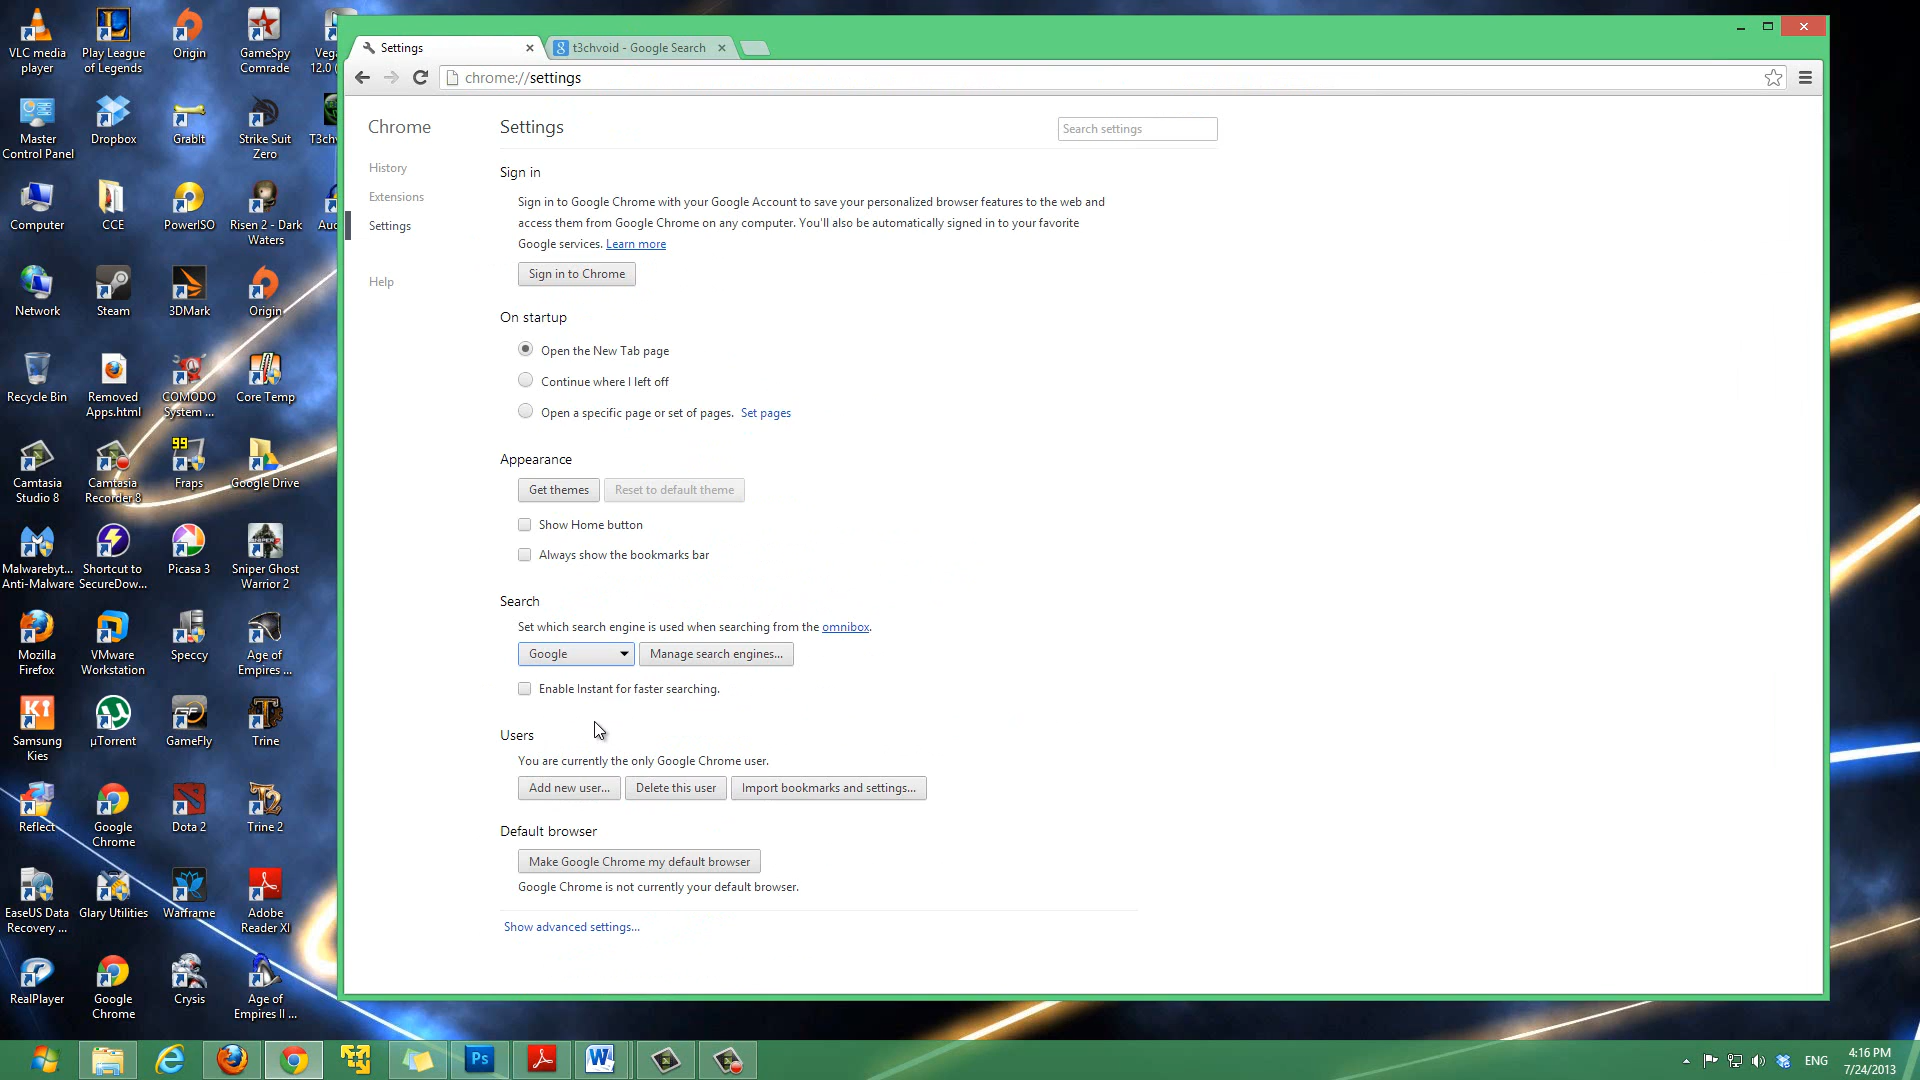 VLC media
player
Play League
of Legends
Origin
GameSpy
Comrade
Vega
12.0 (
Master
Control Panel
Dropbox
GrabIt
Strike Suit
Zero
T3chv
Computer
CCE
PowerISO
Risen 2 - Dark
Waters
Auc
Network
Steam
3DMark
Origin
Recycle Bin
Removed
Apps.html
COMODO
System ...
Core Temp
Camtasia
Studio 8
Camtasia
Recorder 8
99
Fraps
Google Drive
Malwarebyt...
Anti-Malware
Shortcut to
SecureDow...
Picasa 3
Sniper Ghost
Warrior 2
Mozilla
Firefox
VMware
Workstation
Speccy
Age of
Empires ...
Samsung
Kies
µTorrent
GameFly
Trine
Reflect
Google
Chrome
Dota 2
Trine 2
EaseUS Data
Recovery ...
Glary Utilities
Warframe
Adobe
Reader XI
RealPlayer
Google
Chrome
Crysis
Age of
Empires II ...
Settings
t3chvoid - Google Search
chrome://settings
Chrome
History
Extensions
Settings
Help
Settings
Search settings
Sign in
Sign in to Google Chrome with your Google Account to save your personalized browser features to the web and
access them from Google Chrome on any computer. You'll also be automatically signed in to your favorite
Google services. Learn more
Sign in to Chrome
On startup
Open the New Tab page
Continue where I left off
Open a specific page or set of pages. Set pages
Appearance
Get themes
Reset to default theme
Show Home button
Always show the bookmarks bar
Search
Set which search engine is used when searching from the omnibox.
Google
Manage search engines...
Enable Instant for faster searching.
Users
You are currently the only Google Chrome user.
Add new user...
Delete this user
Import bookmarks and settings...
Default browser
Make Google Chrome my default browser
Google Chrome is not currently your default browser.
Show advanced settings...
Ps
ENG
4:16 PM
7/24/2013